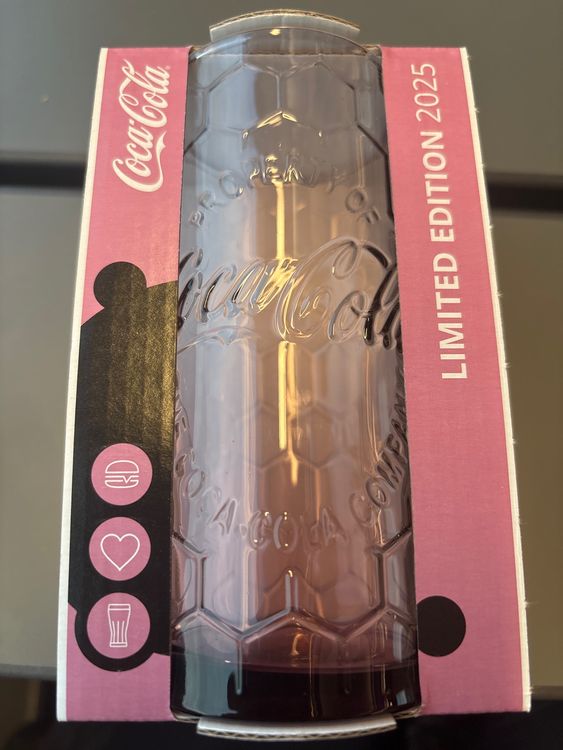 Coca-Cola
LIMITED EDITION 2025
PROPERTY OF
Coca-Cola
THE COCA-COLA COMPANY